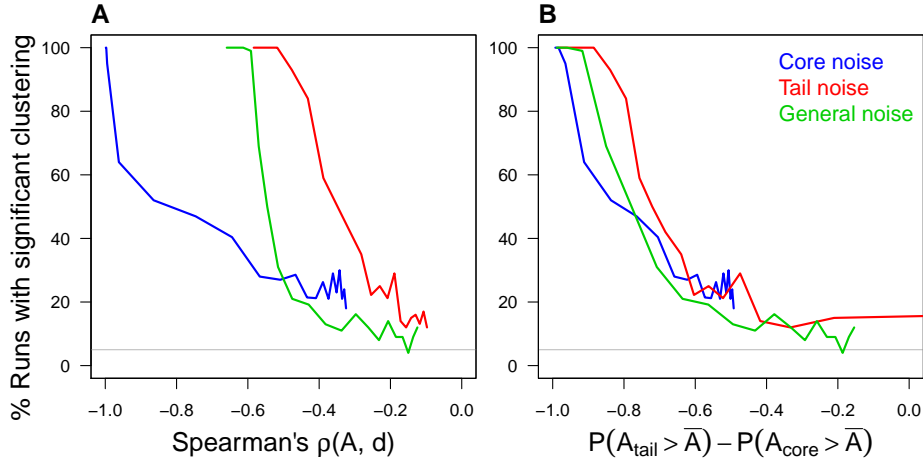 A
B
% Runs with significant clustering
100
80
60
40
20
0
−1.0 −0.8 −0.6 −0.4 −0.2 0.0
Spearman's ρ(A, d)
100
80
60
40
20
0
Core noise
Tail noise
General noise
−1.0 −0.8 −0.6 −0.4 −0.2 0.0
P(A_tail > A̅) − P(A_core > A̅)